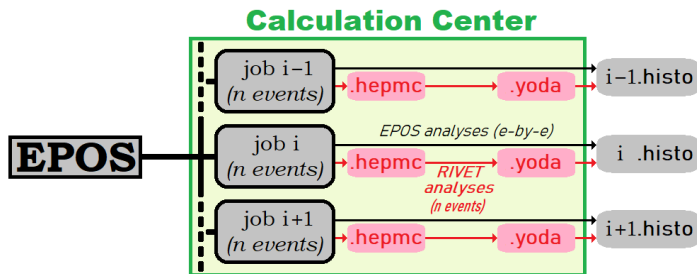 Calculation Center
job i−1
(n events)
.hepmc
.yoda
i−1.histo
EPOS analyses (e-by-e)
EPOS
job i
(n events)
.hepmc
.yoda
i .histo
RIVET
analyses
(n events)
job i+1
(n events)
.hepmc
.yoda
i+1.histo